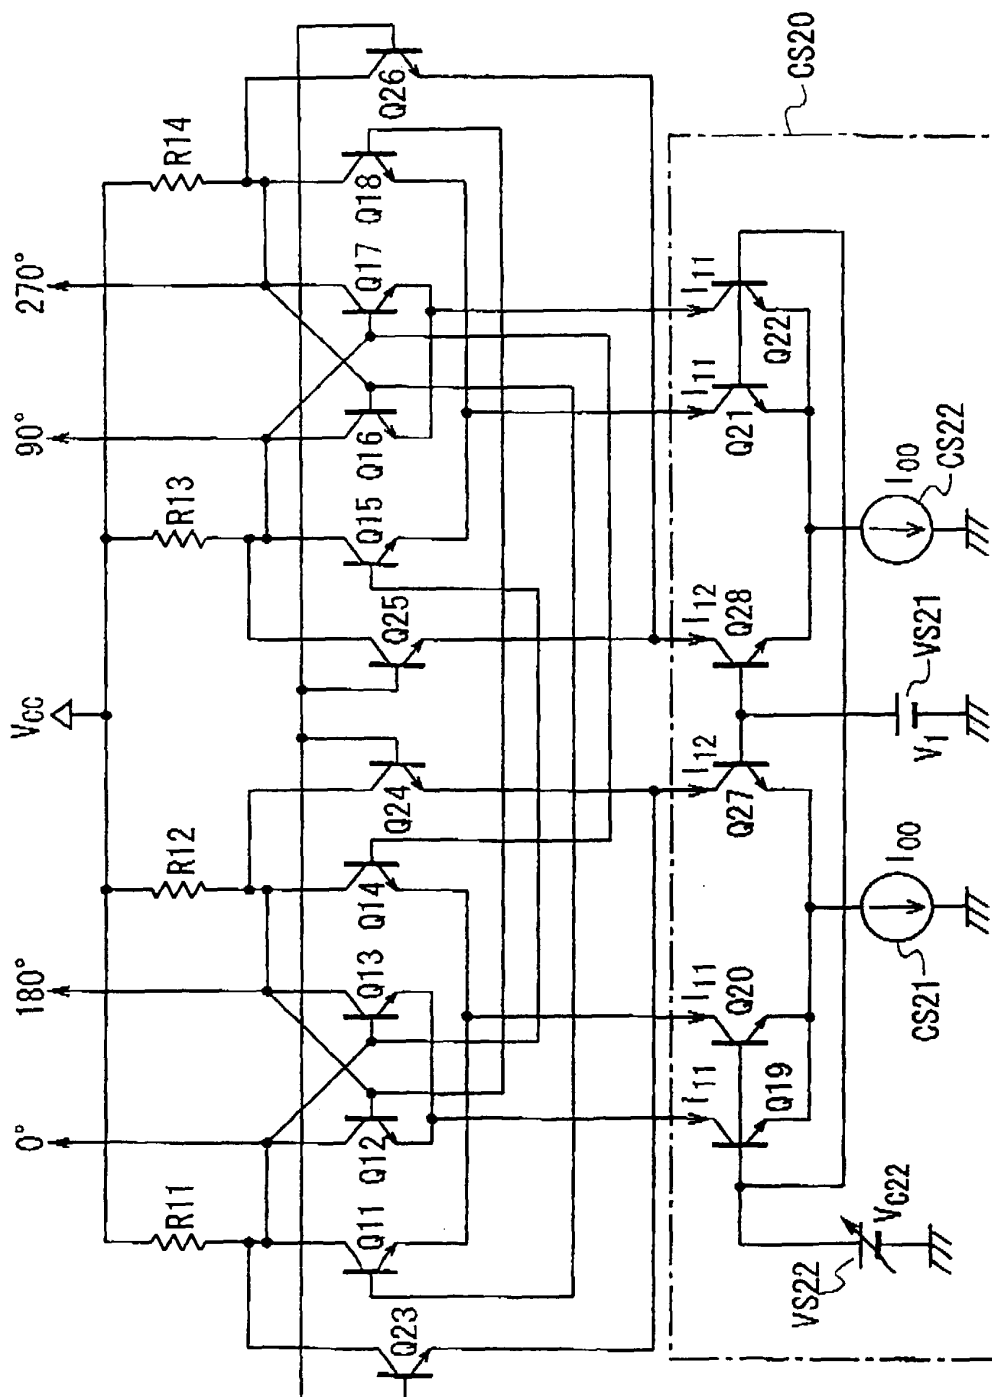 0°
180°
VCC
90°
270°
R11
R12
R13
R14
Q23
Q11
Q12
Q13
Q14
Q24
Q25
Q15
Q16
Q17
Q18
Q26
I11
I11
I12
I12
I11
I11
Q19
Q20
Q27
Q28
Q21
Q22
CS20
VS22
VC22
CS21
I00
V1
VS21
I00
CS22